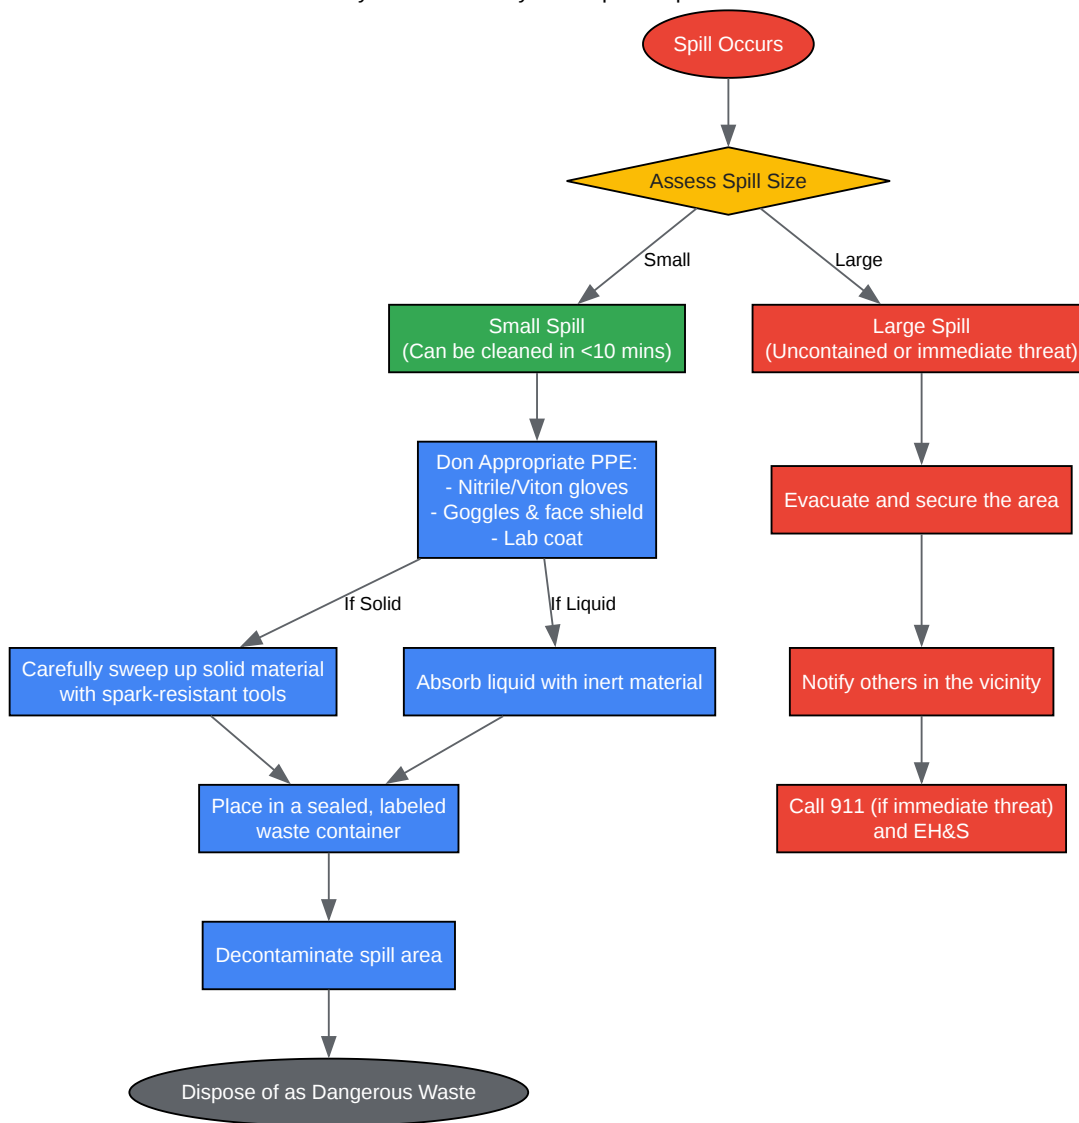 Spill Occurs
Assess Spill Size
Small
Large
Small Spill
(Can be cleaned in <10 mins)
Large Spill
(Uncontained or immediate threat)
Don Appropriate PPE:
- Nitrile/Viton gloves
- Goggles & face shield
- Lab coat
Evacuate and secure the area
If Solid
If Liquid
Carefully sweep up solid material
with spark-resistant tools
Absorb liquid with inert material
Notify others in the vicinity
Place in a sealed, labeled
waste container
Call 911 (if immediate threat)
and EH&S
Decontaminate spill area
Dispose of as Dangerous Waste